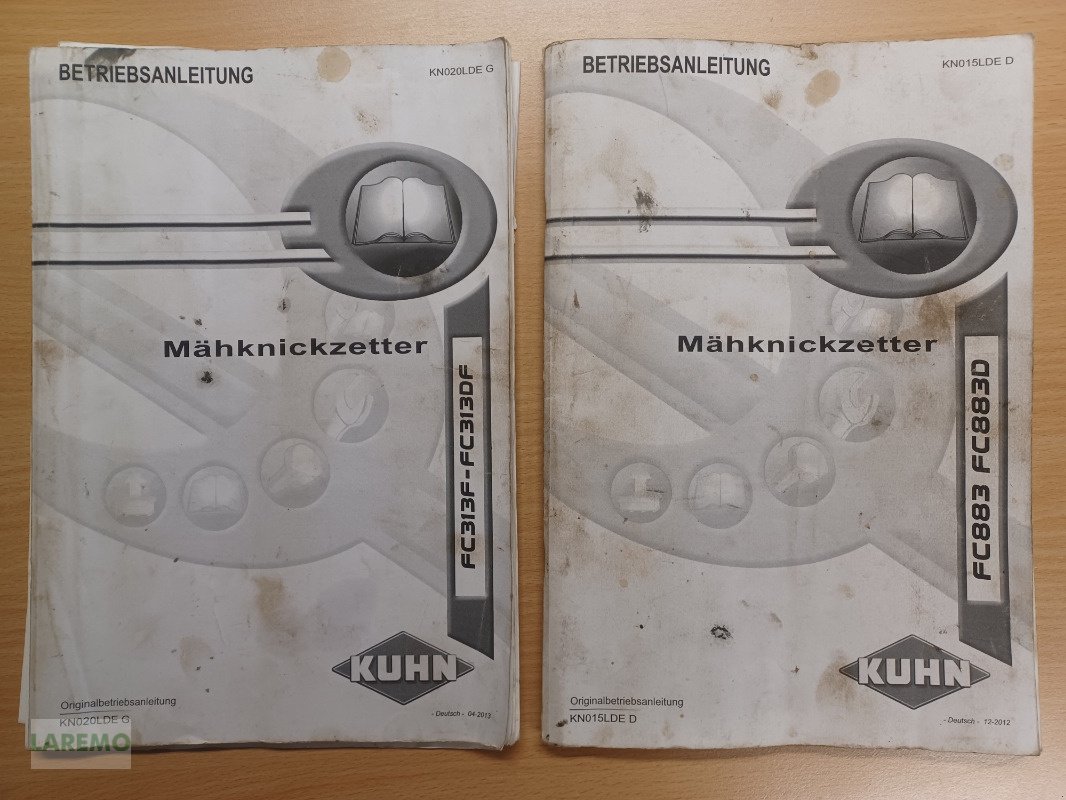 BETRIEBSANLEITUNG
KN020LDE G
Mähknickzetter
FC313F-FC313DF
KUHN
Originalbetriebsanleitung
KN020LDE G
- Deutsch - 04-2013
LAREMO
BETRIEBSANLEITUNG
KN015LDE D
Mähknickzetter
FC883 FC883D
KUHN
Originalbetriebsanleitung
KN015LDE D
- Deutsch - 12-2012